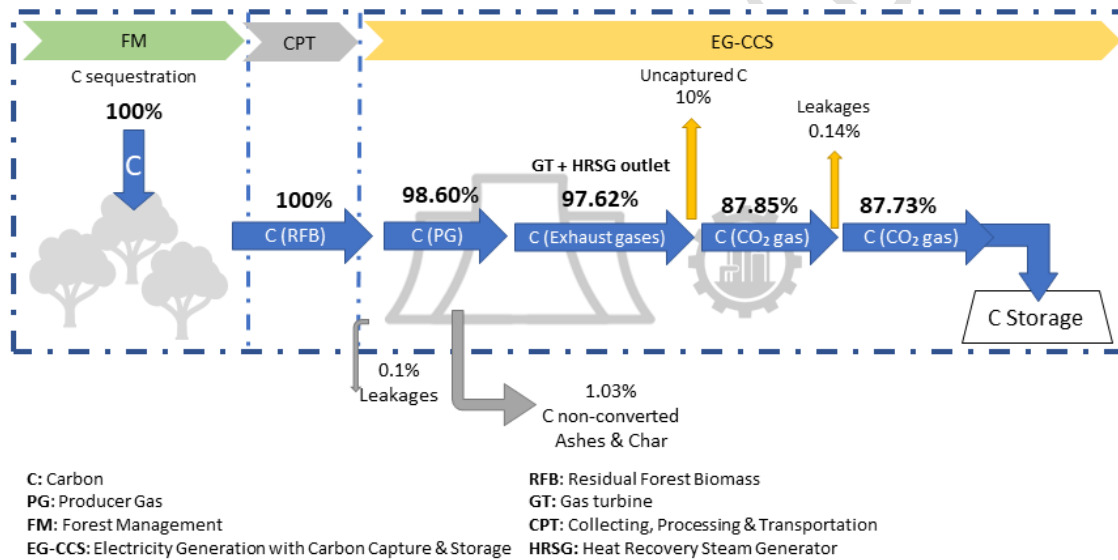 FM
CPT
EG-CCS
C sequestration
100%
C
Uncaptured C
10%
Leakages
0.14%
GT + HRSG outlet
100%
98.60%
97.62%
87.85%
87.73%
C (RFB)
C (PG)
C (Exhaust gases)
C (CO₂ gas)
C (CO₂ gas)
C Storage
0.1%
Leakages
1.03%
C non-converted
Ashes & Char
C: Carbon
PG: Producer Gas
FM: Forest Management
EG-CCS: Electricity Generation with Carbon Capture & Storage
RFB: Residual Forest Biomass
GT: Gas turbine
CPT: Collecting, Processing & Transportation
HRSG: Heat Recovery Steam Generator